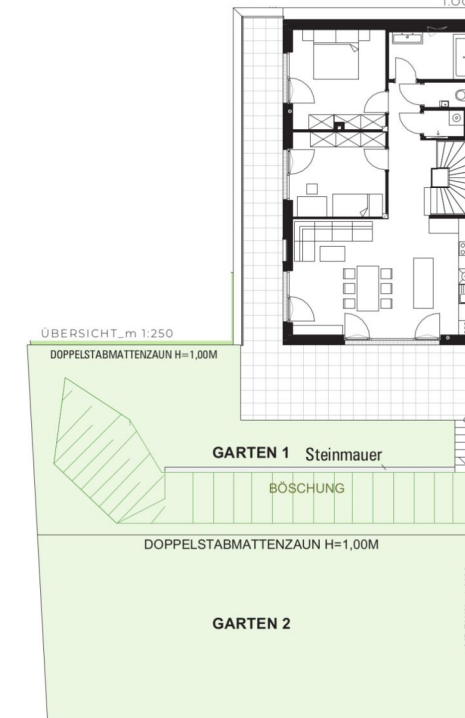 ÜBERSICHT_m 1:250
DOPPELSTABMATTENZAUN H=1,00M
GARTEN 1 Steinmauer
BÖSCHUNG
DOPPELSTABMATTENZAUN H=1,00M
GARTEN 2